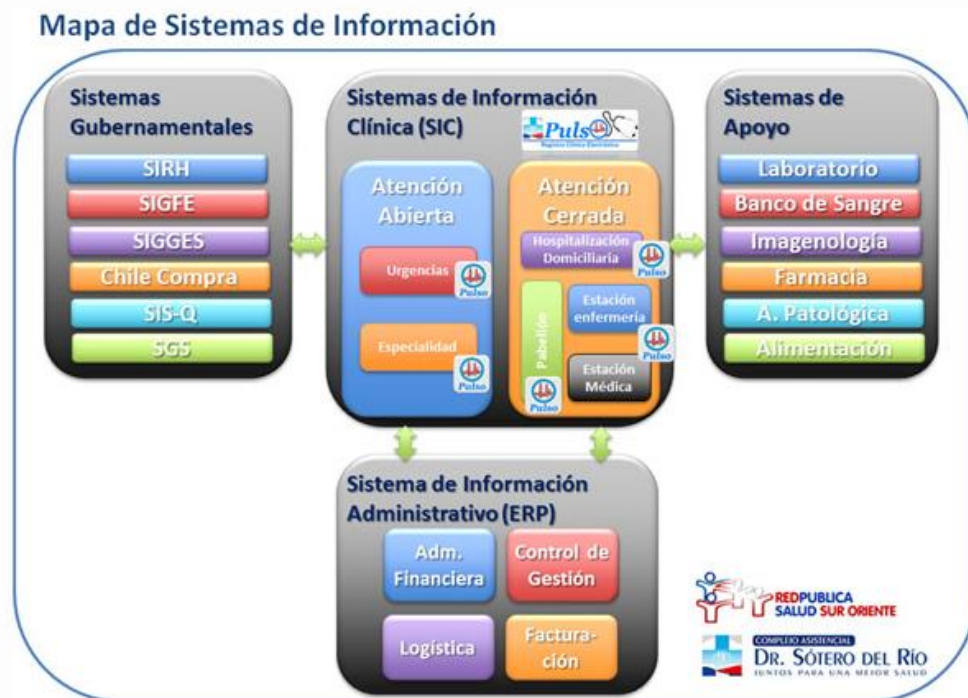 Mapa de Sistemas de Información
Sistemas
Gubernamentales
SIRH
SIGFE
SIGGES
Chile Compra
SIS-Q
SGS
Sistemas de Información
Clínica (SIC)
Pulso
Registro Clínico Electrónico
Atención
Abierta
Urgencias
Pulso
Especialidad
Pulso
Atención
Cerrada
Hospitalización
Domiciliaria
Pulso
Pabellón
Pulso
Estación
enfermería
Pulso
Estación
Médica
Sistemas de
Apoyo
Laboratorio
Banco de Sangre
Imagenología
Farmacia
A. Patológica
Alimentación
Sistema de Información
Administrativo (ERP)
Adm.
Financiera
Control de
Gestión
Logística
Factura-
ción
REDPUBLICA
SALUD SUR ORIENTE
COMPLEJO ASISTENCIAL
DR. SÓTERO DEL RÍO
JUNTOS PARA UNA MEJOR SALUD